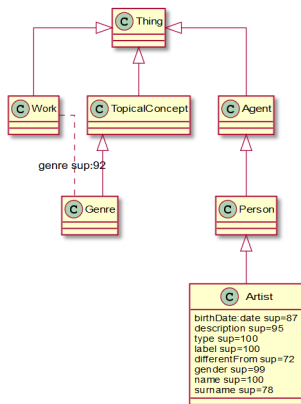 C Thing
C Work
C TopicalConcept
C Agent
genre sup:92
C Genre
C Person
C Artist
birthDate:date sup=87
description sup=95
type sup=100
label sup=100
differentFrom sup=72
gender sup=99
name sup=100
surname sup=78